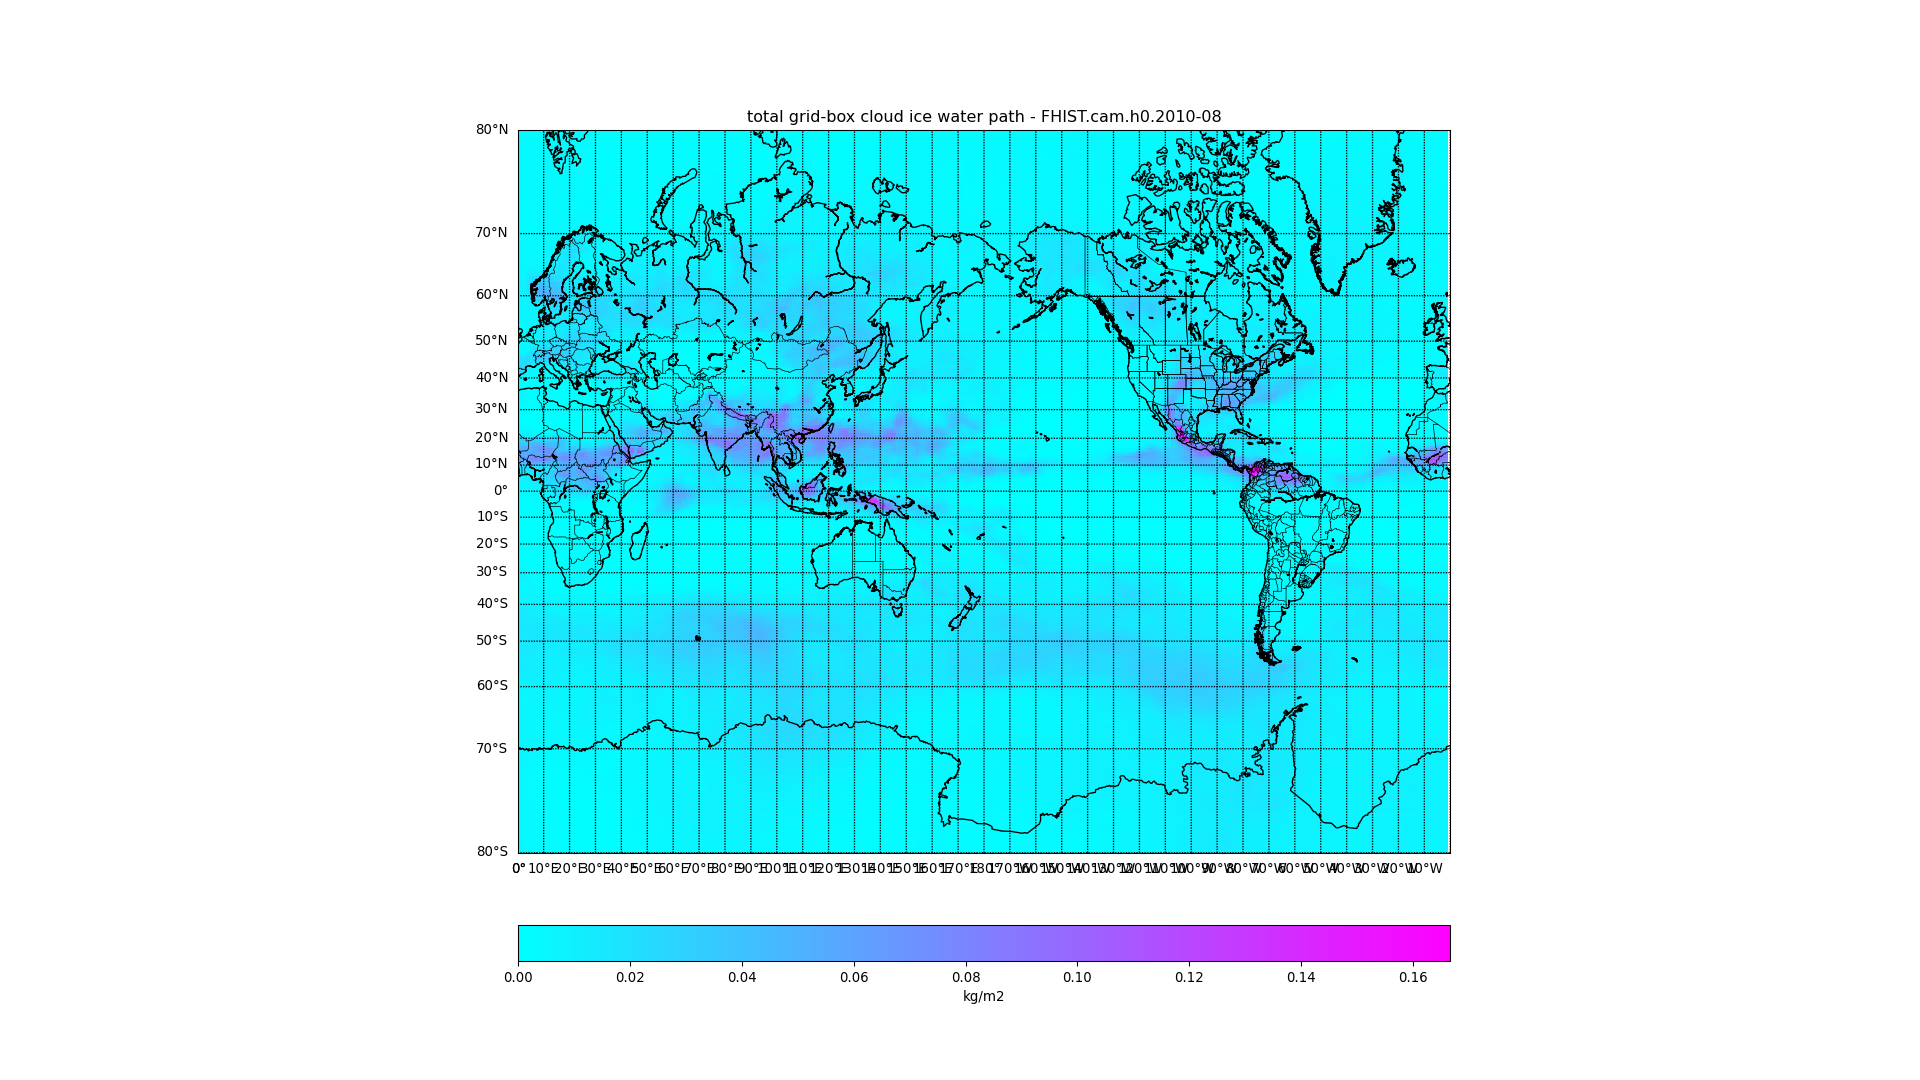 total grid-box cloud ice water path - FHIST.cam.h0.2010-08
80°N
70°N
60°N
50°N
40°N
30°N
20°N
10°N
0°
10°S
20°S
30°S
40°S
50°S
60°S
70°S
80°S
0° 10°E 20°E 30°E 40°E 50°E 60°E 70°E 80°E 90°E 100°E 110°E 120°E 130°E 140°E 150°E 160°E 170°E 180° 170°W 160°W 150°W 140°W 130°W 120°W 110°W 100°W 90°W 80°W 70°W 60°W 50°W 40°W 30°W 20°W 10°W
0.00 0.02 0.04 0.06 0.08 0.10 0.12 0.14 0.16
kg/m2